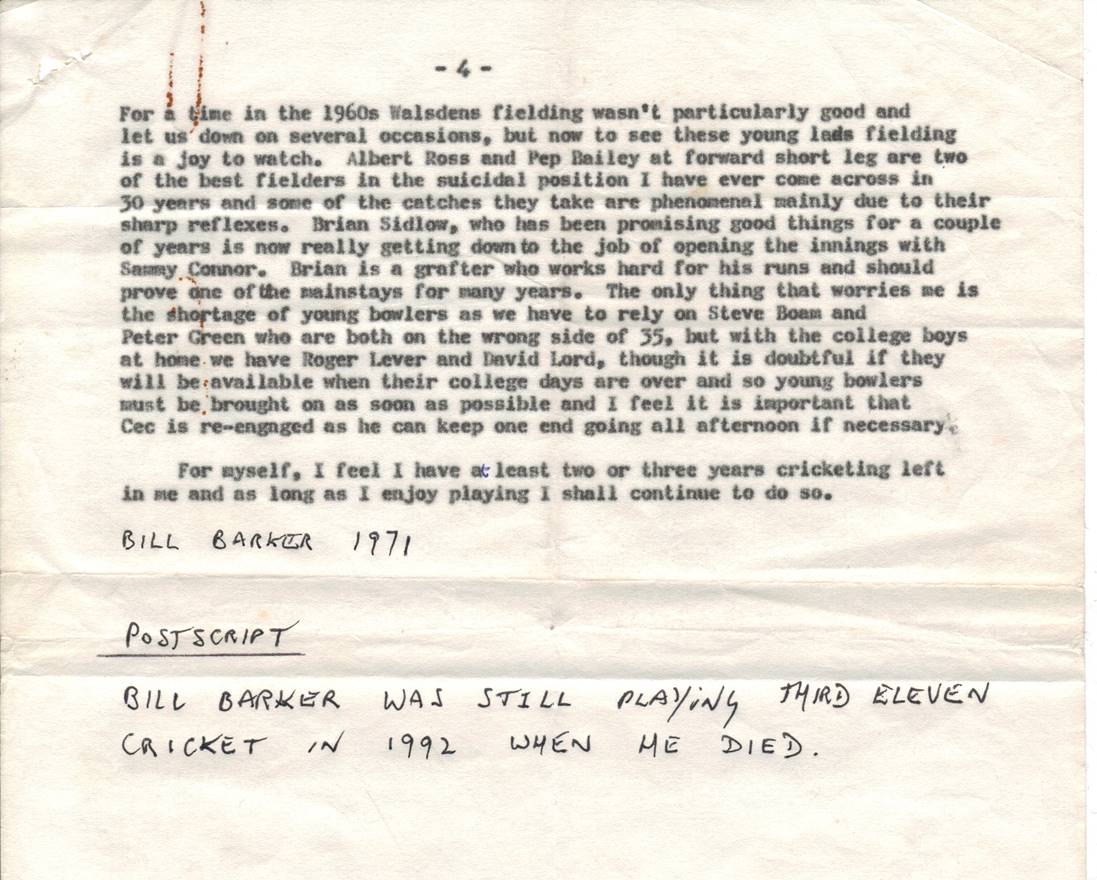 - 4 -
For a time in the 1960s Walsdens fielding wasn't particularly good and
let us down on several occasions, but now to see these young lads fielding
is a joy to watch. Albert Ross and Pep Bailey at forward short leg are two
of the best fielders in the suicidal position I have ever come across in
30 years and some of the catches they take are phenomenal mainly due to their
sharp reflexes. Brian Sidlow, who has been promising good things for a couple
of years is now really getting down to the job of opening the innings with
Sammy Connor. Brian is a grafter who works hard for his runs and should
prove one of the mainstays for many years. The only thing that worries me is
the shortage of young bowlers as we have to rely on Steve Boam and
Peter Green who are both on the wrong side of 35, but with the college boys
at home we have Roger Lever and David Lord, though it is doubtful if they
will be available when their college days are over and so young bowlers
must be brought on as soon as possible and I feel it is important that
Cec is re-engnged as he can keep one end going all afternoon if necessary.
For myself, I feel I have at least two or three years cricketing left
in me and as long as I enjoy playing I shall continue to do so.
BILL BARKER 1971
POSTSCRIPT
BILL BARKER WAS STILL PLAYING THIRD ELEVEN
CRICKET IN 1992 WHEN HE DIED.